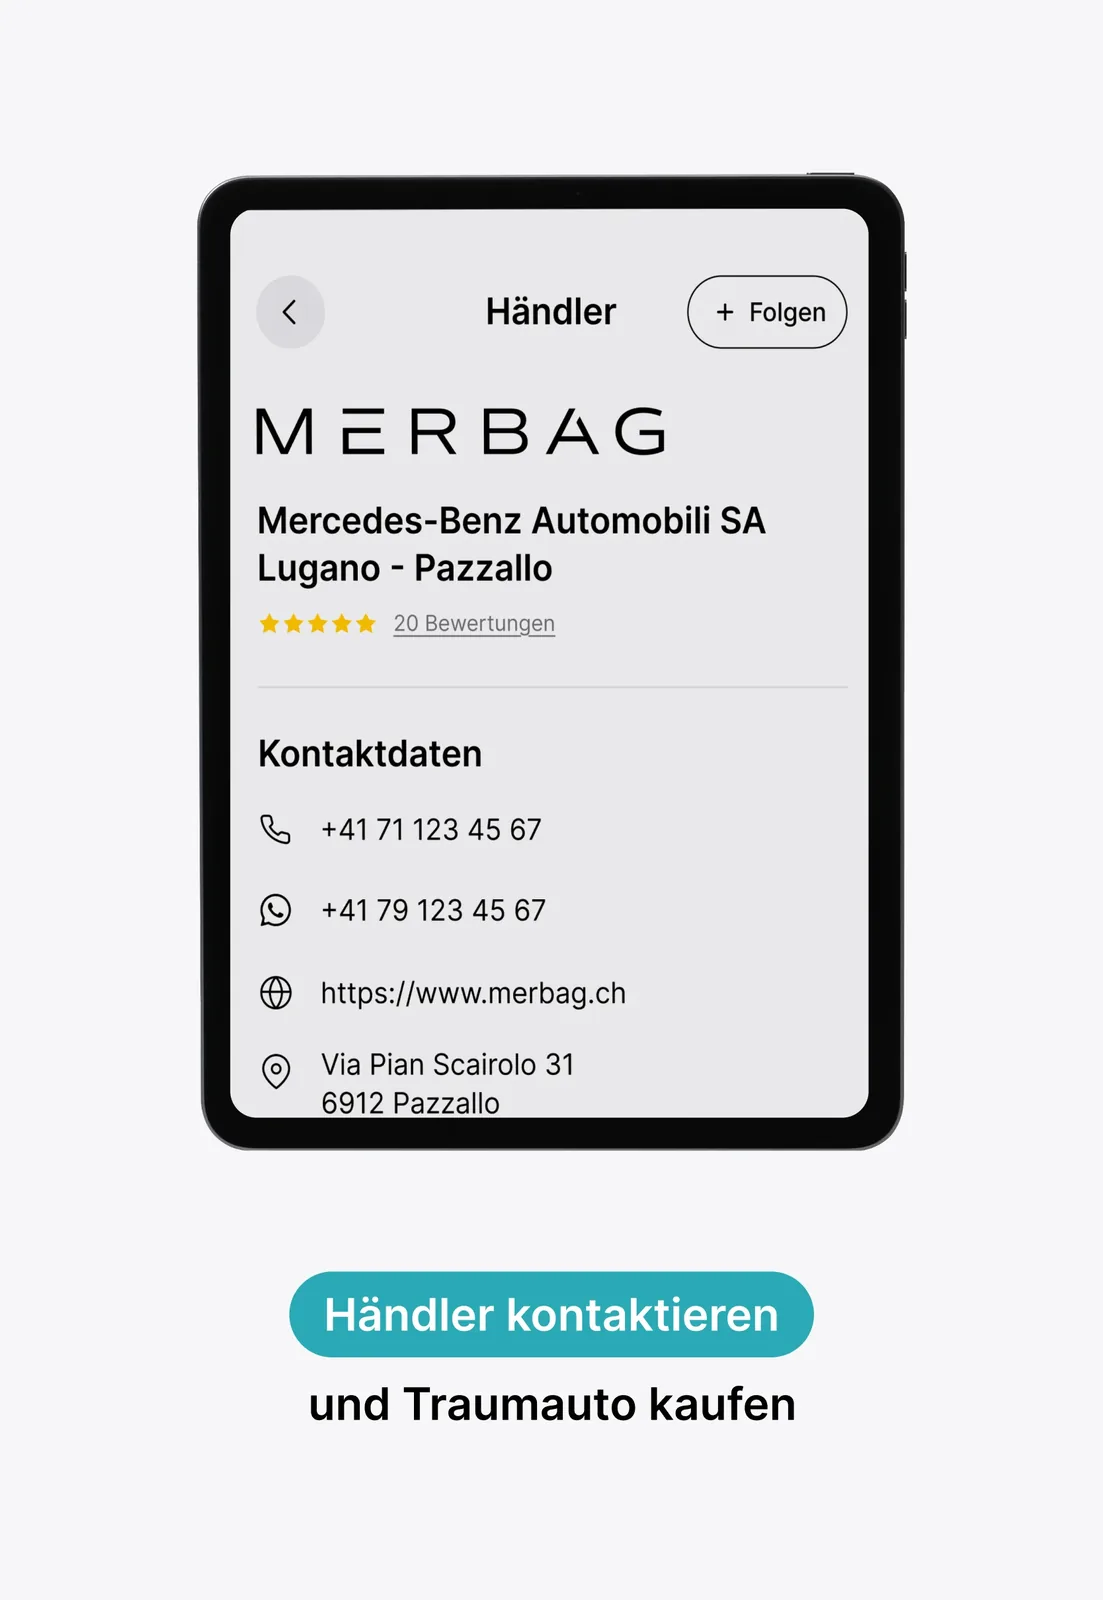 Händler
+ Folgen
MERBAG
Mercedes-Benz Automobili SA
Lugano - Pazzallo
20 Bewertungen
Kontaktdaten
+41 71 123 45 67
+41 79 123 45 67
https://www.merbag.ch
Via Pian Scairolo 31
6912 Pazzallo
Händler kontaktieren
und Traumauto kaufen